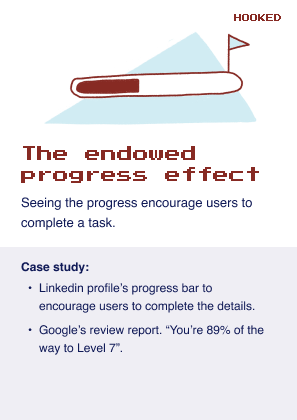 HOOKED
The endowed
progress effect
Seeing the progress encourage users to
complete a task.
Case study:
• Linkedin profile's progress bar to
encourage users to complete the details.
• Google's review report. “You're 89% of the
way to Level 7”.